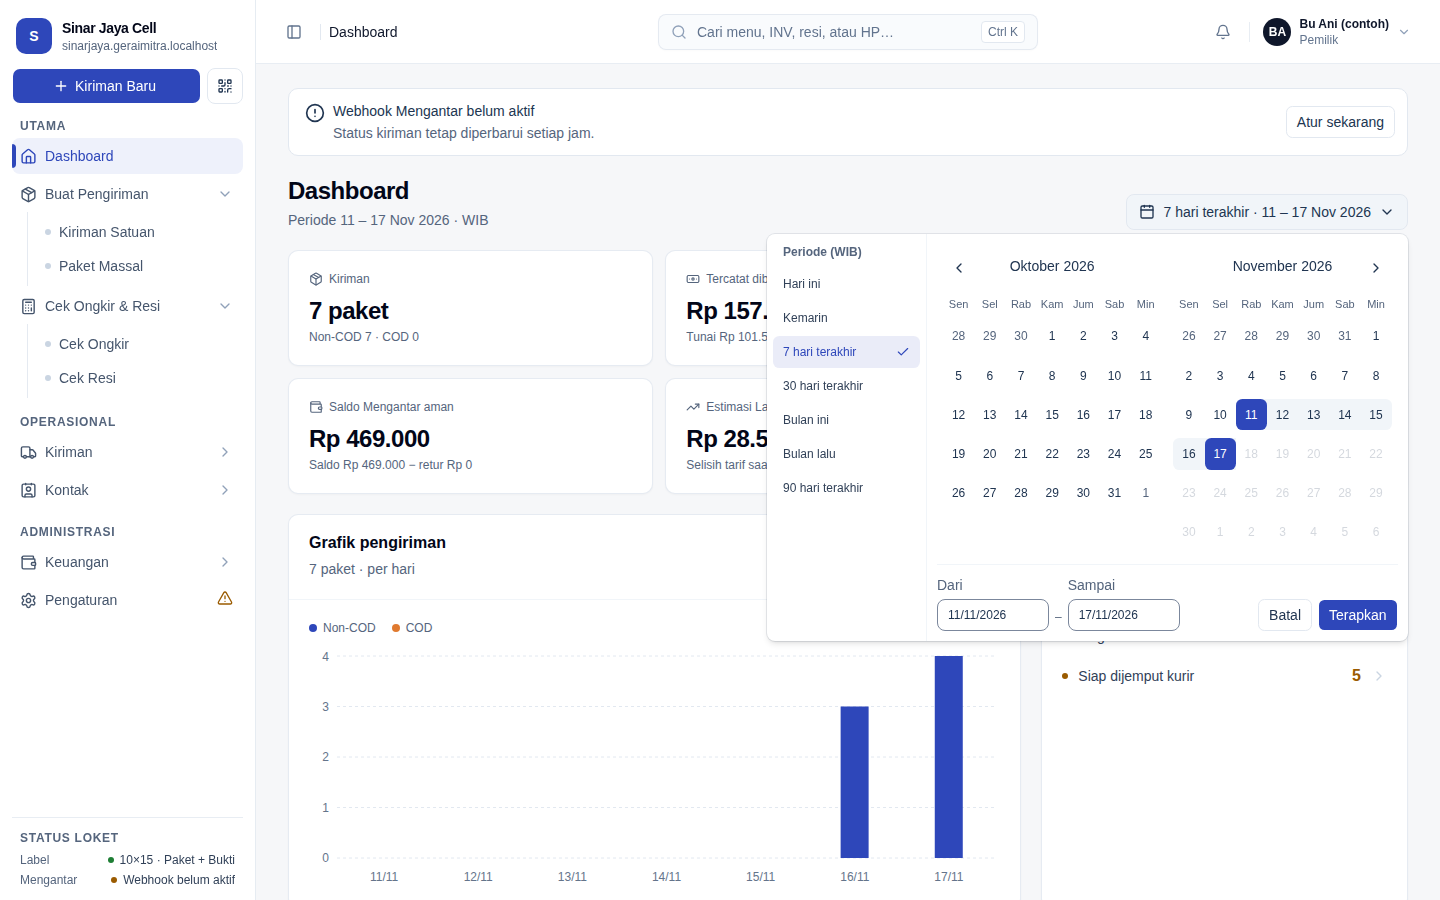 S
Sinar Jaya Cell
sinarjaya.geraimitra.localhost
Kiriman Baru
UTAMA
Dashboard
Buat Pengiriman
Kiriman Satuan
Paket Massal
Cek Ongkir & Resi
Cek Ongkir
Cek Resi
OPERASIONAL
Kiriman
Kontak
ADMINISTRASI
Keuangan
Pengaturan
STATUS LOKET
Label 10×15 · Paket + Bukti
Mengantar Webhook belum aktif
Dashboard
Cari menu, INV, resi, atau HP…
Ctrl K
BA
Bu Ani (contoh)
Pemilik
Webhook Mengantar belum aktif
Status kiriman tetap diperbarui setiap jam.
Atur sekarang
Dashboard
Periode 11 – 17 Nov 2026 · WIB
7 hari terakhir · 11 – 17 Nov 2026
Kiriman
7 paket
Non-COD 7 · COD 0
Tercatat dib
Rp 157.
Tunai Rp 101.5
Saldo Mengantar aman
Rp 469.000
Saldo Rp 469.000 − retur Rp 0
Estimasi La
Rp 28.5
Selisih tarif saa
Periode (WIB)
Hari ini
Kemarin
7 hari terakhir
30 hari terakhir
Bulan ini
Bulan lalu
90 hari terakhir
Oktober 2026
Sen Sel Rab Kam Jum Sab Min
28 29 30 1 2 3 4
5 6 7 8 9 10 11
12 13 14 15 16 17 18
19 20 21 22 23 24 25
26 27 28 29 30 31 1
November 2026
Sen Sel Rab Kam Jum Sab Min
26 27 28 29 30 31 1
2 3 4 5 6 7 8
9 10 11 12 13 14 15
16 17 18 19 20 21 22
23 24 25 26 27 28 29
30 1 2 3 4 5 6
Dari
11/11/2026
–
Sampai
17/11/2026
Batal
Terapkan
Grafik pengiriman
7 paket · per hari
Non-COD
COD
4
3
2
1
0
11/11 12/11 13/11 14/11 15/11 16/11 17/11
Siap dijemput kurir
5